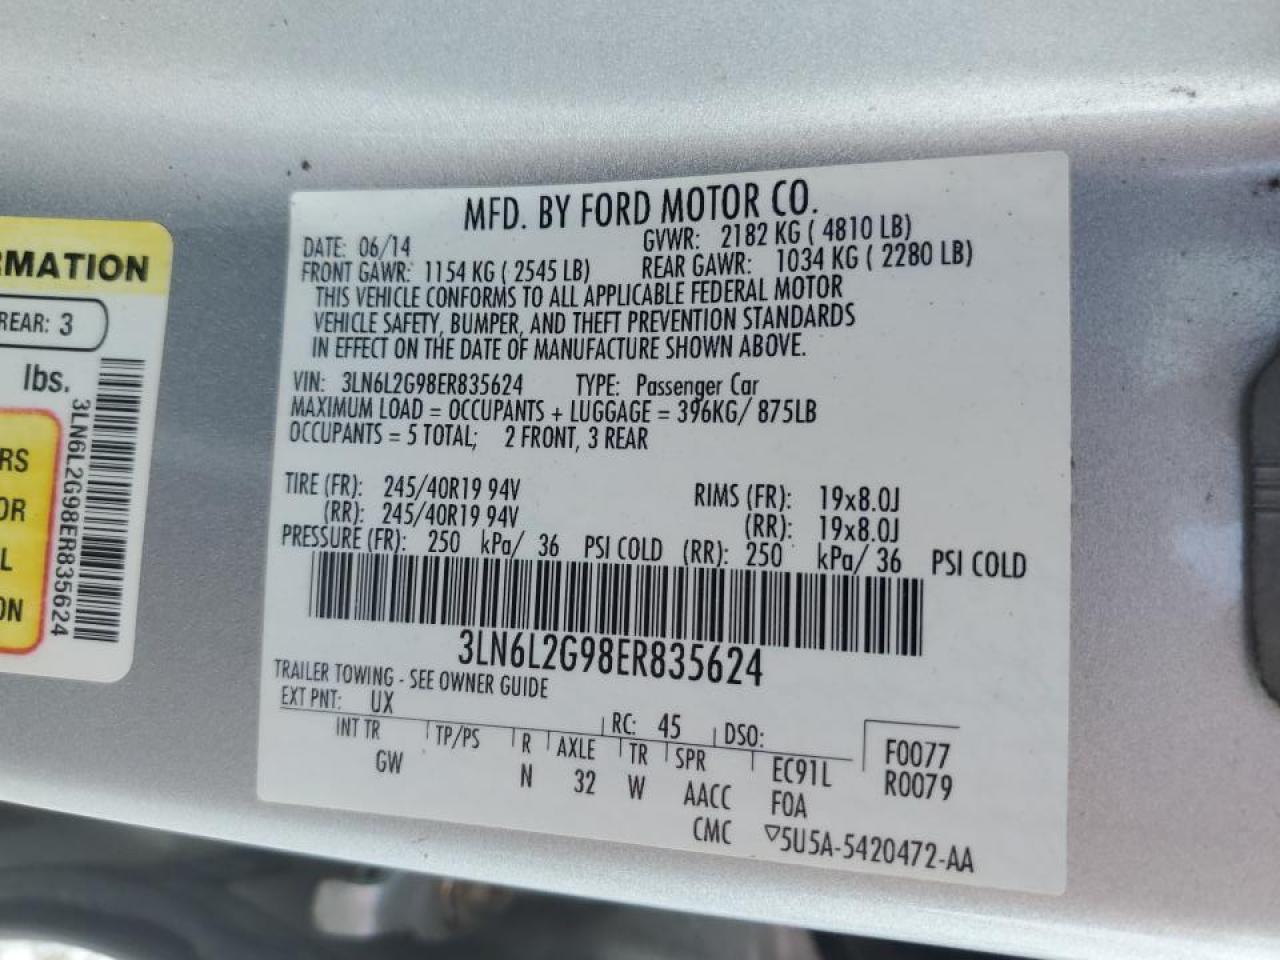 RMATION
REAR: 3
lbs.
3LN6L2G98ER835624
RS
OR
L
ON
MFD. BY FORD MOTOR CO.
DATE: 06/14 GVWR: 2182 KG ( 4810 LB)
FRONT GAWR: 1154 KG ( 2545 LB) REAR GAWR: 1034 KG ( 2280 LB)
THIS VEHICLE CONFORMS TO ALL APPLICABLE FEDERAL MOTOR
VEHICLE SAFETY, BUMPER, AND THEFT PREVENTION STANDARDS
IN EFFECT ON THE DATE OF MANUFACTURE SHOWN ABOVE.
VIN: 3LN6L2G98ER835624 TYPE: Passenger Car
MAXIMUM LOAD = OCCUPANTS + LUGGAGE = 396KG/ 875LB
OCCUPANTS = 5 TOTAL; 2 FRONT, 3 REAR
TIRE (FR): 245/40R19 94V RIMS (FR): 19x8.0J
(RR): 245/40R19 94V (RR): 19x8.0J
PRESSURE (FR): 250 kPa/ 36 PSI COLD (RR): 250 kPa/ 36 PSI COLD
3LN6L2G98ER835624
TRAILER TOWING - SEE OWNER GUIDE
EXT PNT: UX RC: 45 DSO:
INT TR TP/PS R AXLE TR SPR EC91L F0077
GW N 32 W AACC FOA R0079
CMC ▽5U5A-5420472-AA